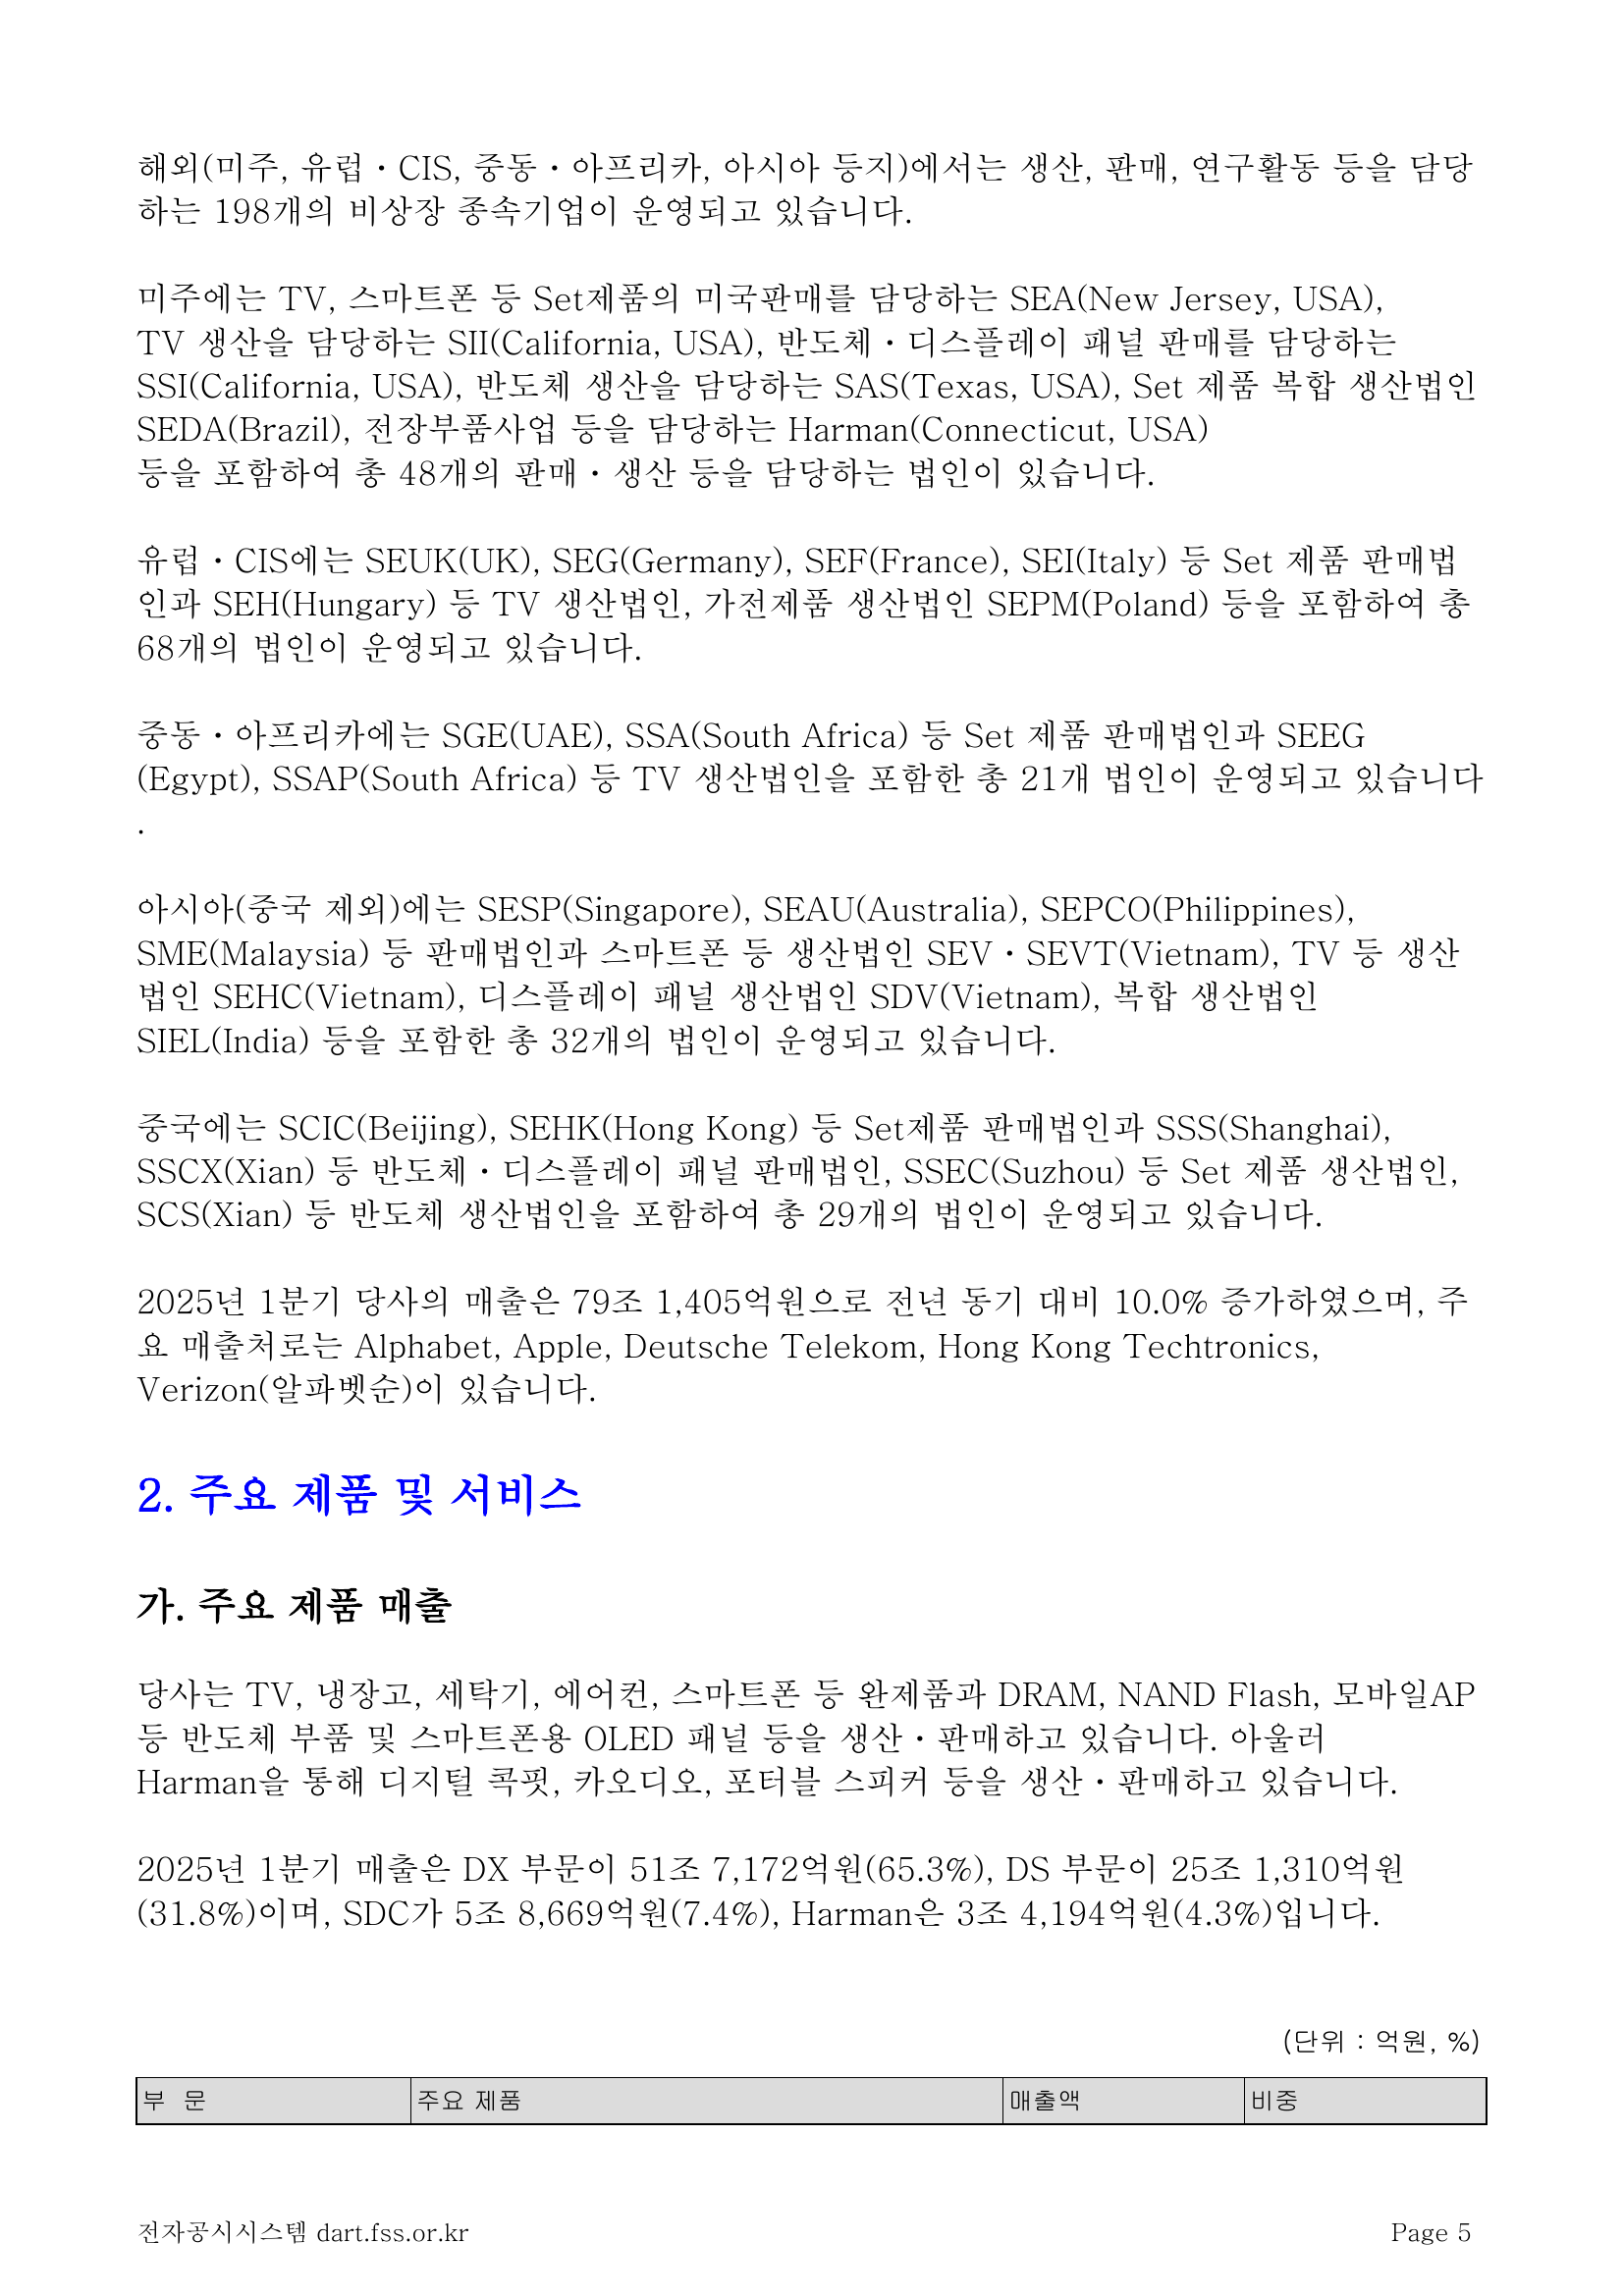 해외(미주, 유럽ㆍCIS, 중동ㆍ아프리카, 아시아 등지)에서는 생산, 판매, 연구활동 등을 담당
하는 198개의 비상장 종속기업이 운영되고 있습니다.
미주에는 TV, 스마트폰 등 Set제품의 미국판매를 담당하는 SEA(New Jersey, USA),
TV 생산을 담당하는 SII(California, USA), 반도체ㆍ디스플레이 패널 판매를 담당하는
SSI(California, USA), 반도체 생산을 담당하는 SAS(Texas, USA), Set 제품 복합 생산법인
SEDA(Brazil), 전장부품사업 등을 담당하는 Harman(Connecticut, USA)
등을 포함하여 총 48개의 판매ㆍ생산 등을 담당하는 법인이 있습니다.
유럽ㆍCIS에는 SEUK(UK), SEG(Germany), SEF(France), SEI(Italy) 등 Set 제품 판매법
인과 SEH(Hungary) 등 TV 생산법인, 가전제품 생산법인 SEPM(Poland) 등을 포함하여 총
68개의 법인이 운영되고 있습니다.
중동ㆍ아프리카에는 SGE(UAE), SSA(South Africa) 등 Set 제품 판매법인과 SEEG
(Egypt), SSAP(South Africa) 등 TV 생산법인을 포함한 총 21개 법인이 운영되고 있습니다
.
아시아(중국 제외)에는 SESP(Singapore), SEAU(Australia), SEPCO(Philippines),
SME(Malaysia) 등 판매법인과 스마트폰 등 생산법인 SEVㆍSEVT(Vietnam), TV 등 생산
법인 SEHC(Vietnam), 디스플레이 패널 생산법인 SDV(Vietnam), 복합 생산법인
SIEL(India) 등을 포함한 총 32개의 법인이 운영되고 있습니다.
중국에는 SCIC(Beijing), SEHK(Hong Kong) 등 Set제품 판매법인과 SSS(Shanghai),
SSCX(Xian) 등 반도체ㆍ디스플레이 패널 판매법인, SSEC(Suzhou) 등 Set 제품 생산법인,
SCS(Xian) 등 반도체 생산법인을 포함하여 총 29개의 법인이 운영되고 있습니다.
2025년 1분기 당사의 매출은 79조 1,405억원으로 전년 동기 대비 10.0% 증가하였으며, 주
요 매출처로는 Alphabet, Apple, Deutsche Telekom, Hong Kong Techtronics,
Verizon(알파벳순)이 있습니다.
2. 주요 제품 및 서비스
가. 주요 제품 매출
당사는 TV, 냉장고, 세탁기, 에어컨, 스마트폰 등 완제품과 DRAM, NAND Flash, 모바일AP
등 반도체 부품 및 스마트폰용 OLED 패널 등을 생산ㆍ판매하고 있습니다. 아울러
Harman을 통해 디지털 콕핏, 카오디오, 포터블 스피커 등을 생산ㆍ판매하고 있습니다.
2025년 1분기 매출은 DX 부문이 51조 7,172억원(65.3%), DS 부문이 25조 1,310억원
(31.8%)이며, SDC가 5조 8,669억원(7.4%), Harman은 3조 4,194억원(4.3%)입니다.
(단위 : 억원, %)
부 문 주요 제품 매출액 비중
전자공시시스템 dart.fss.or.kr Page 5